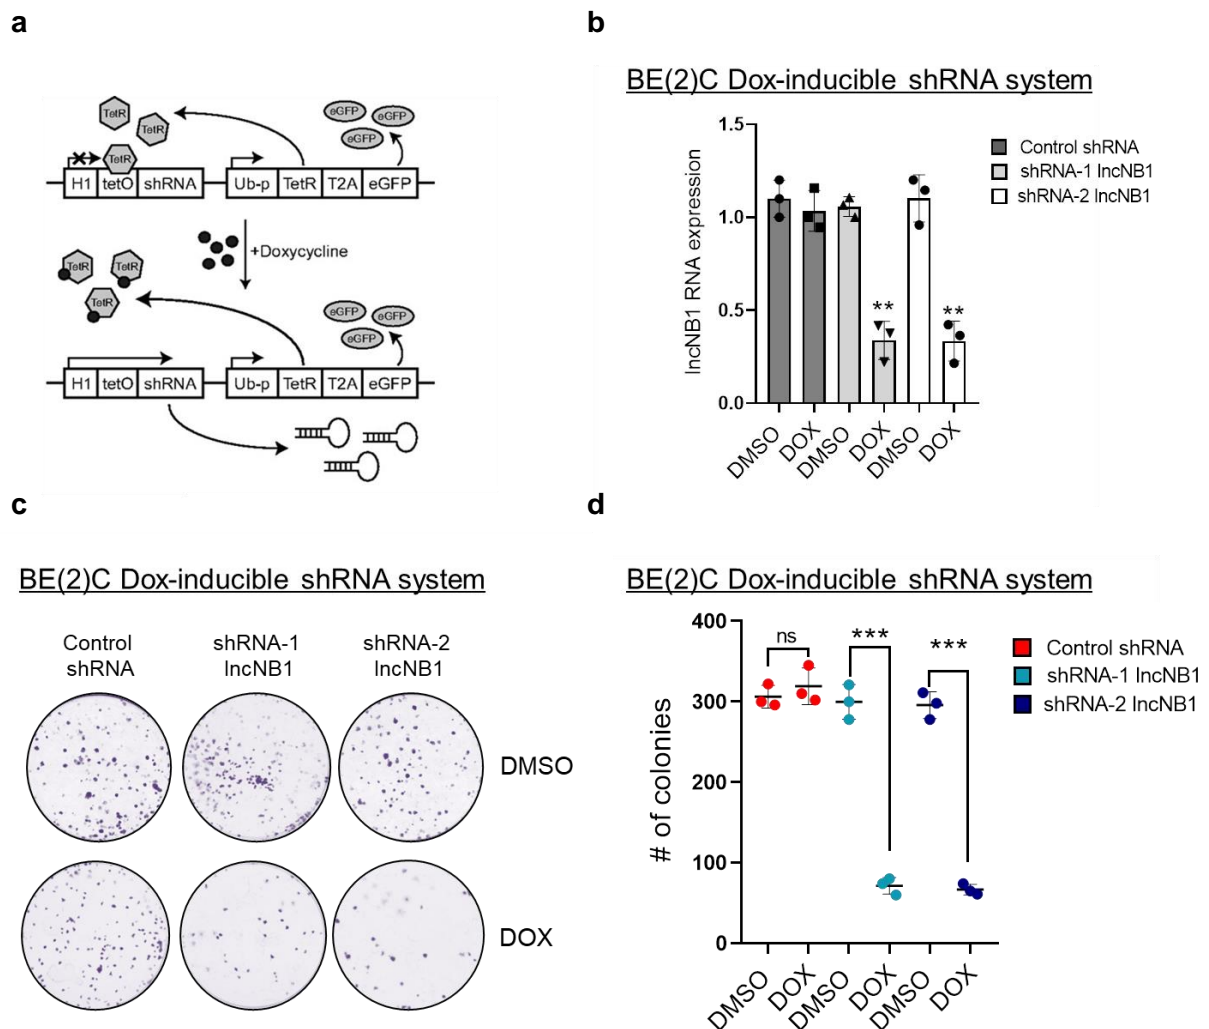 a
TetR
TetR
TetR
eGFP
eGFP
eGFP
H1 tetO shRNA
Ub-p TetR T2A eGFP
+Doxycycline
TetR
TetR
TetR
eGFP
eGFP
eGFP
H1 tetO shRNA
Ub-p TetR T2A eGFP
b
BE(2)C Dox-inducible shRNA system
lncNB1 RNA expression
1.5
1.0
0.5
0.0
**
**
DMSO
DOX
DMSO
DOX
DMSO
DOX
Control shRNA
shRNA-1 lncNB1
shRNA-2 lncNB1
c
BE(2)C Dox-inducible shRNA system
Control
shRNA
shRNA-1
lncNB1
shRNA-2
lncNB1
DMSO
DOX
d
BE(2)C Dox-inducible shRNA system
# of colonies
400
300
200
100
0
ns
***
***
DMSO
DOX
DMSO
DOX
DMSO
DOX
Control shRNA
shRNA-1 lncNB1
shRNA-2 lncNB1